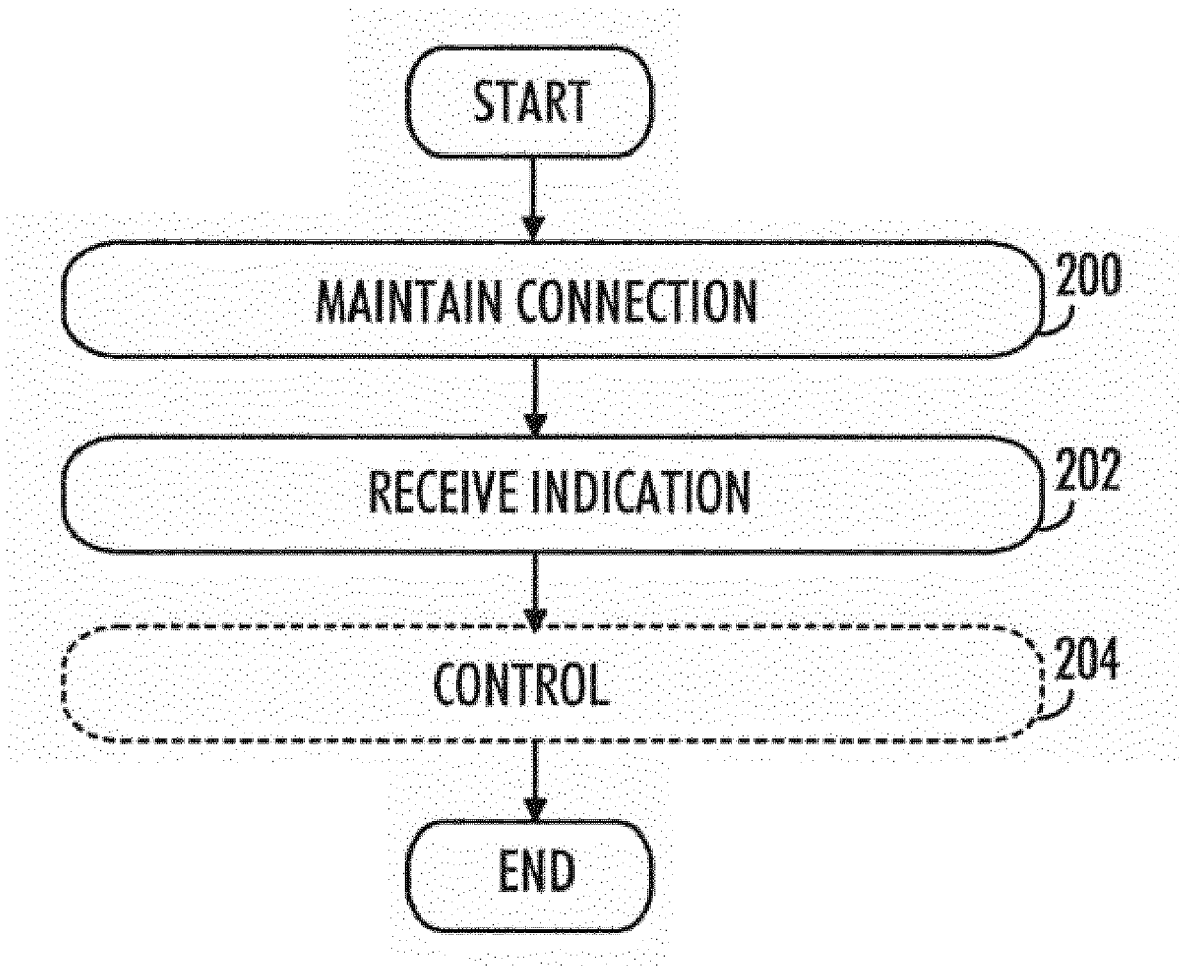 START
MAINTAIN CONNECTION
200
RECEIVE INDICATION
202
CONTROL
204
END